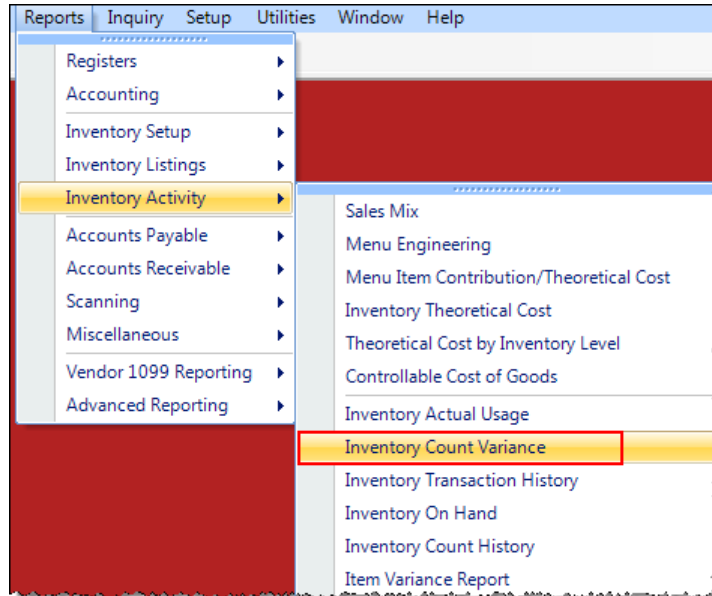 Reports Inquiry Setup Utilities Window Help
Registers
Accounting
Inventory Setup
Inventory Listings
Inventory Activity
Accounts Payable
Accounts Receivable
Scanning
Miscellaneous
Vendor 1099 Reporting
Advanced Reporting
Sales Mix
Menu Engineering
Menu Item Contribution/Theoretical Cost
Inventory Theoretical Cost
Theoretical Cost by Inventory Level
Controllable Cost of Goods
Inventory Actual Usage
Inventory Count Variance
Inventory Transaction History
Inventory On Hand
Inventory Count History
Item Variance Report